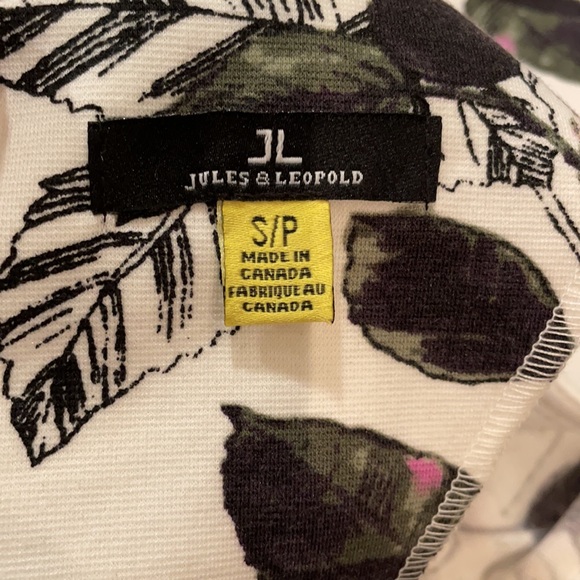 JL
JULES & LEOPOLD
S/P
MADE IN
CANADA
FABRIQUE AU
CANADA